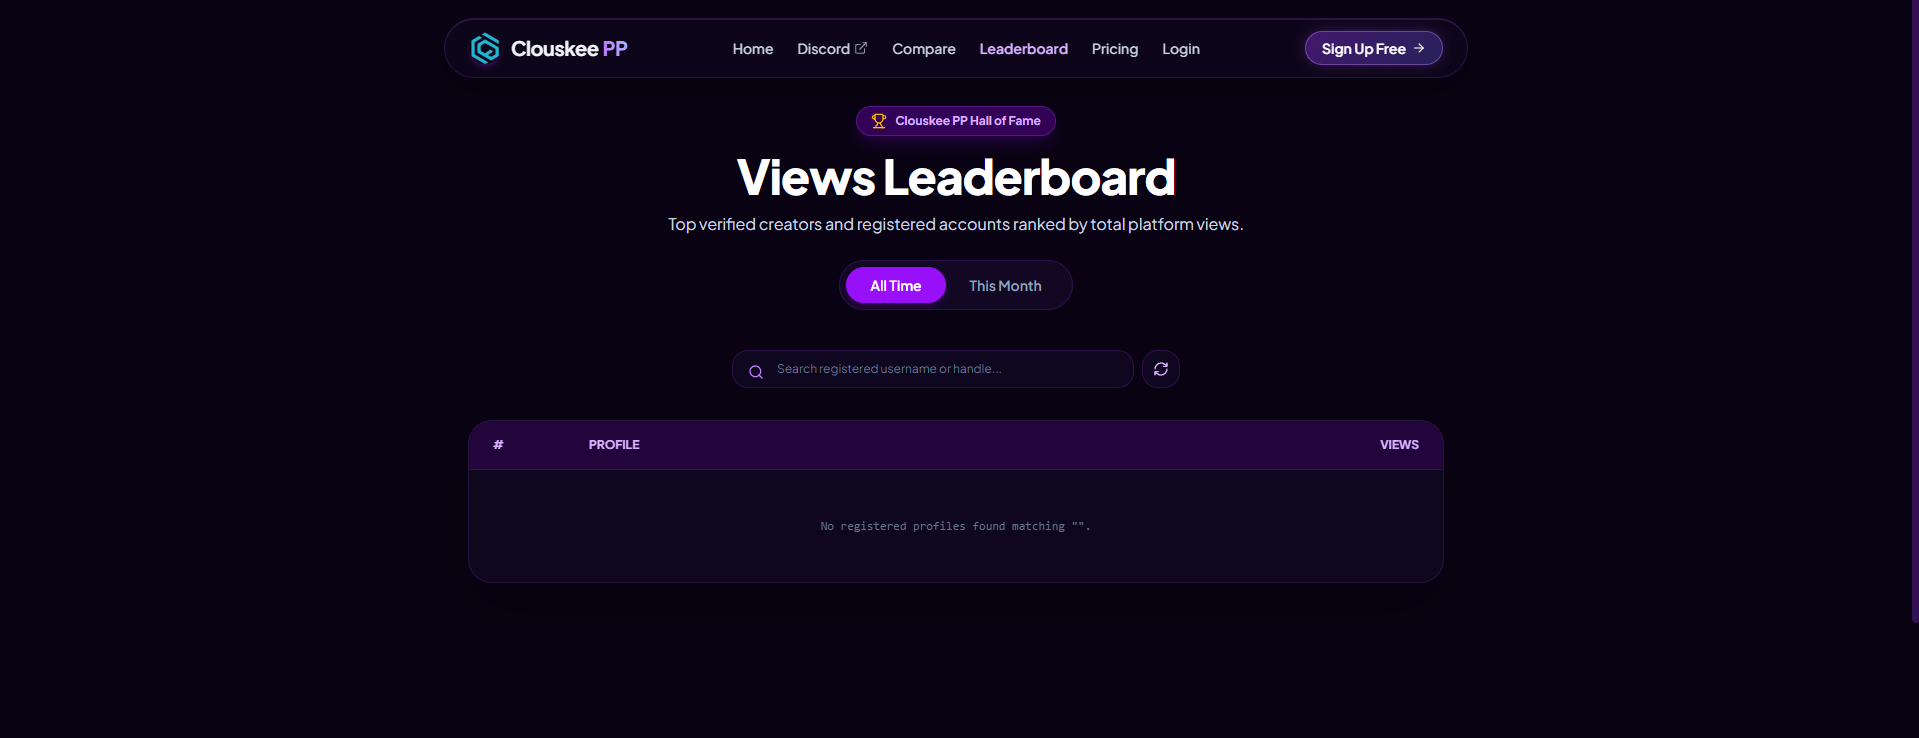 Clouskee PP
Home
Discord
Compare
Leaderboard
Pricing
Login
Sign Up Free →
Clouskee PP Hall of Fame
Views Leaderboard
Top verified creators and registered accounts ranked by total platform views.
All Time
This Month
Search registered username or handle...
# PROFILE VIEWS
No registered profiles found matching "".